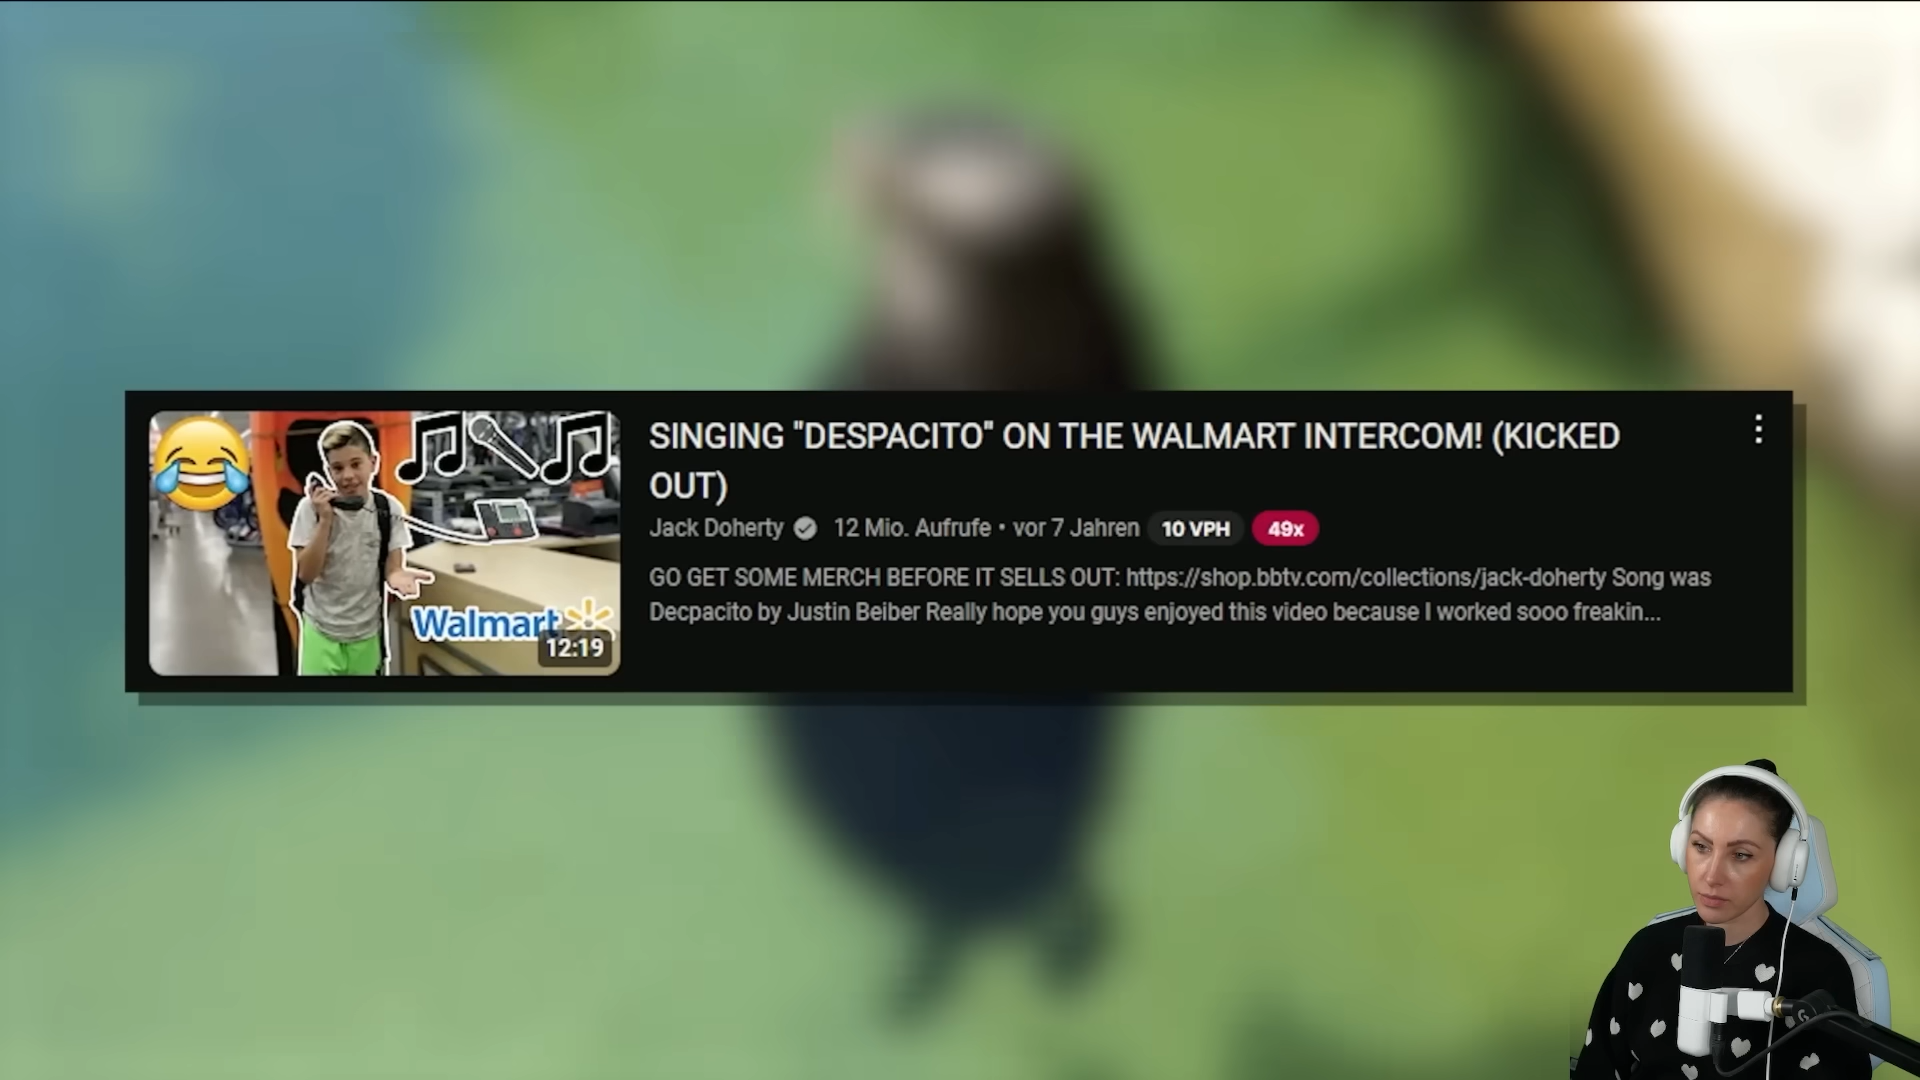 SINGING "DESPACITO" ON THE WALMART INTERCOM! (KICKED
OUT)
Jack Doherty 12 Mio. Aufrufe • vor 7 Jahren 10 VPH 49x
GO GET SOME MERCH BEFORE IT SELLS OUT: https://shop.bbtv.com/collections/jack-doherty Song was
Decpacito by Justin Beiber Really hope you guys enjoyed this video because I worked sooo freakin...
Walmart
12:19